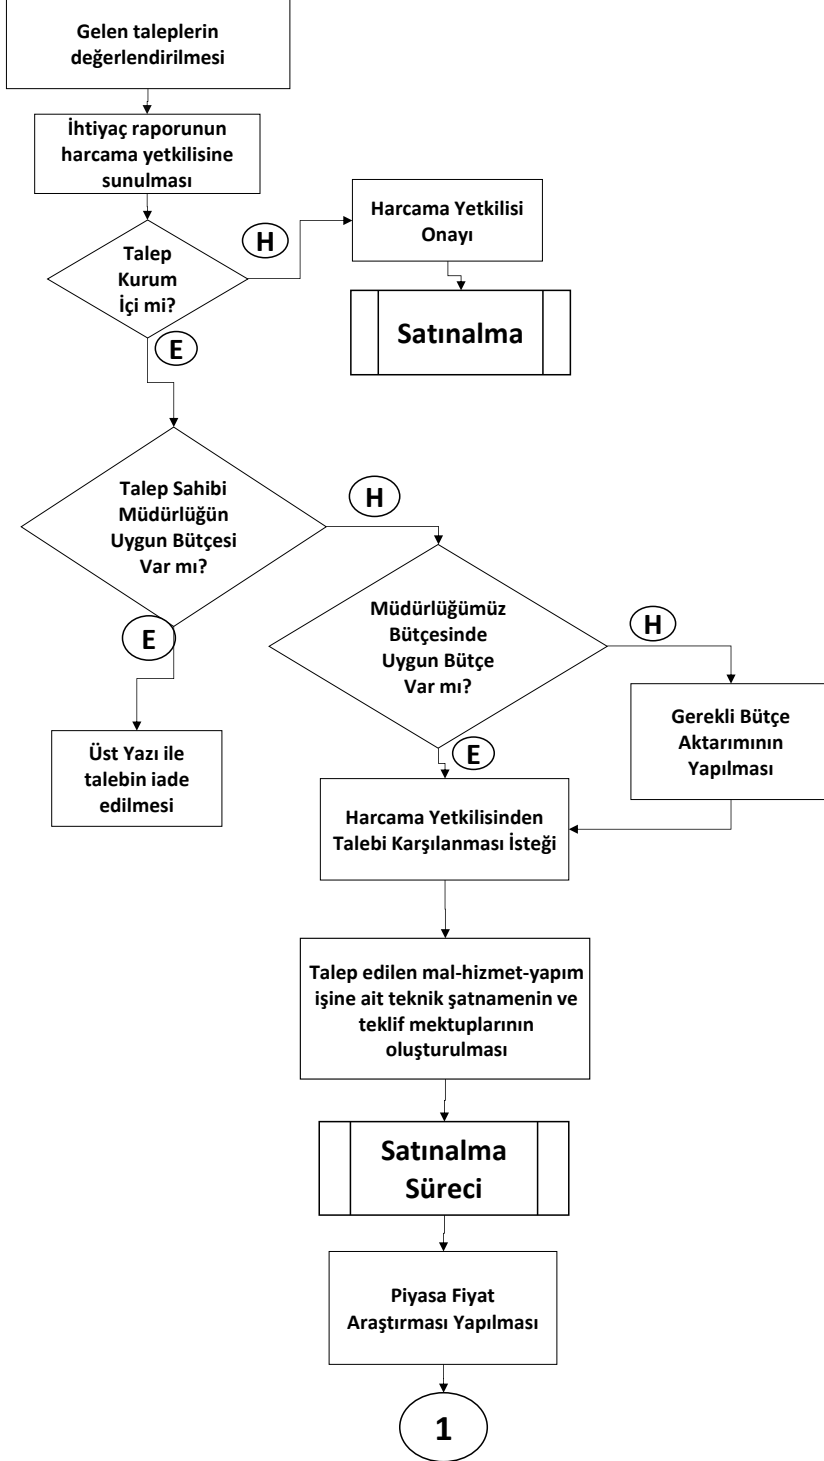 Gelen taleplerin
değerlendirilmesi
İhtiyaç raporunun
harcama yetkilisine
sunulması
Talep
Kurum
İçi mi?
H
Harcama Yetkilisi
Onayı
Satınalma
E
Talep Sahibi
Müdürlüğün
Uygun Bütçesi
Var mı?
H
E
Müdürlüğümüz
Bütçesinde
Uygun Bütçe
Var mı?
H
Üst Yazı ile
talebin iade
edilmesi
E
Gerekli Bütçe
Aktarımının
Yapılması
Harcama Yetkilisinden
Talebi Karşılanması İsteği
Talep edilen mal-hizmet-yapım
işine ait teknik şatnamenin ve
teklif mektuplarının
oluşturulması
Satınalma
Süreci
Piyasa Fiyat
Araştırması Yapılması
1